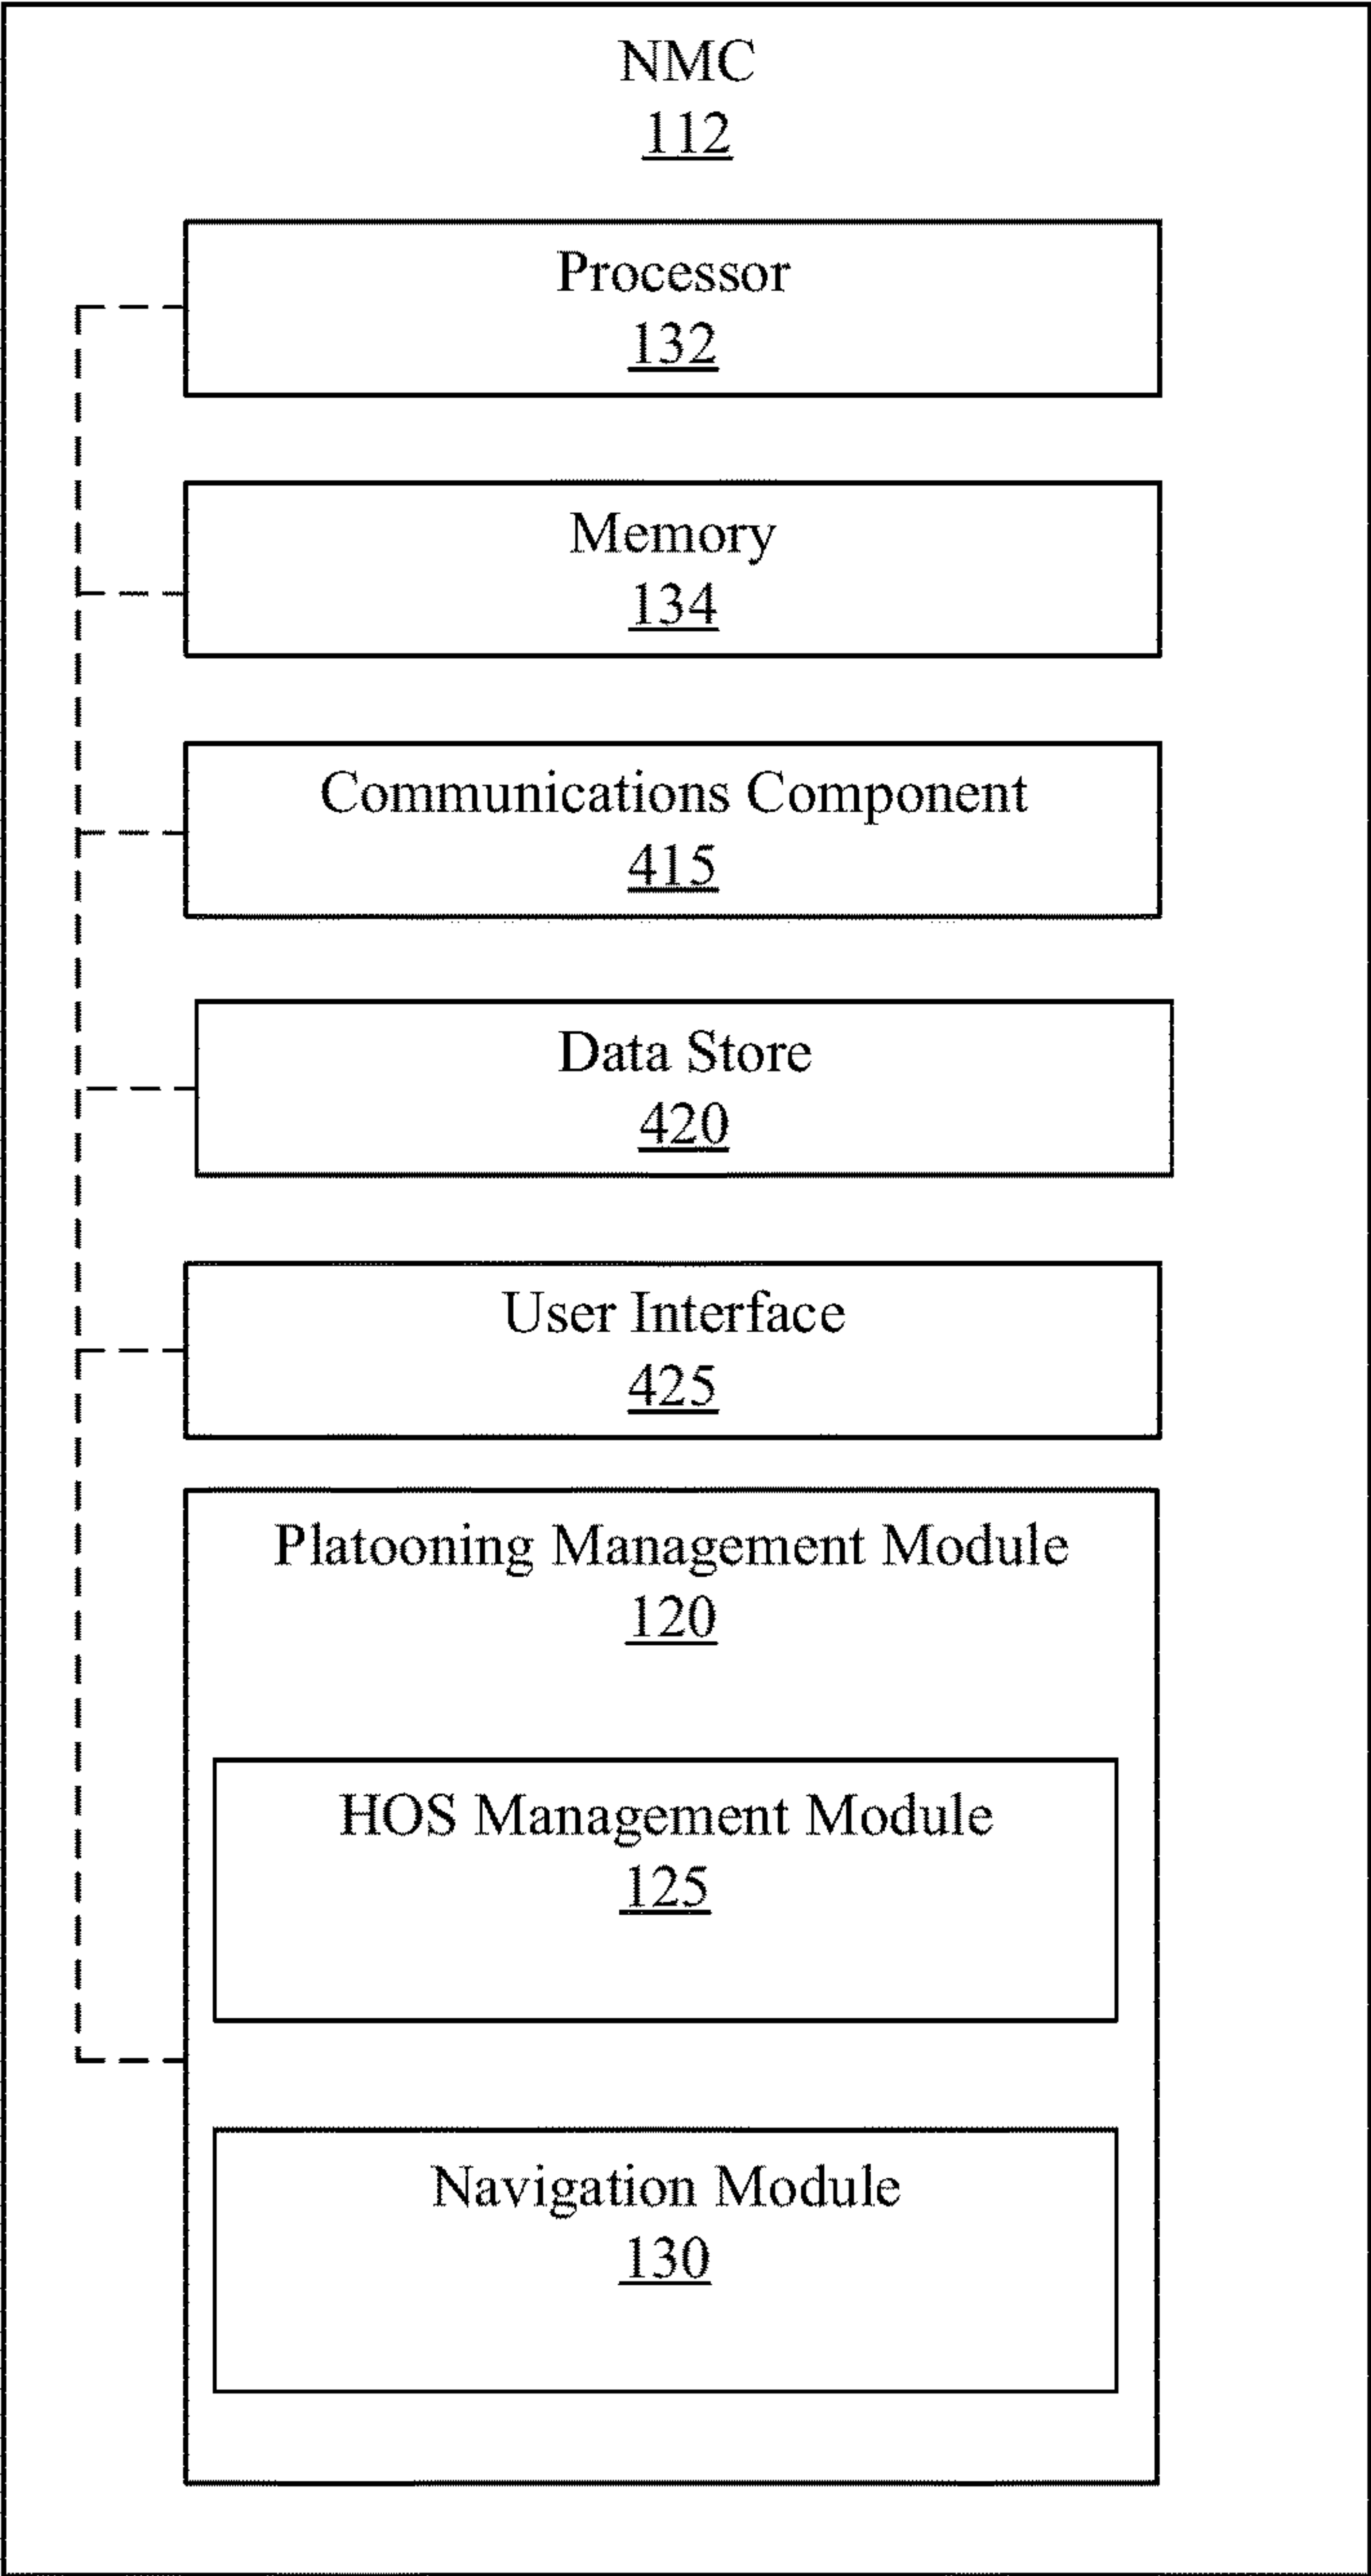 NMC
112
Processor
132
Memory
134
Communications Component
415
Data Store
420
User Interface
425
Platooning Management Module
120
HOS Management Module
125
Navigation Module
130